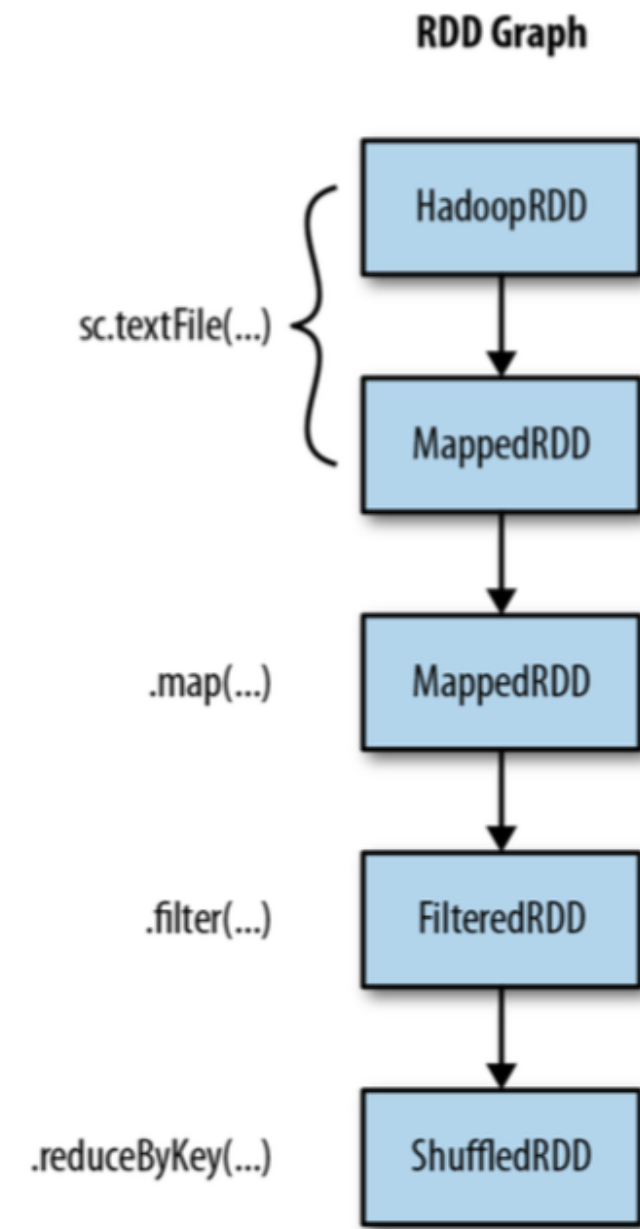 RDD Graph
HadoopRDD
sc.textFile(...)
MappedRDD
.map(...) MappedRDD
.filter(...) FilteredRDD
.reduceByKey(...) ShuffledRDD